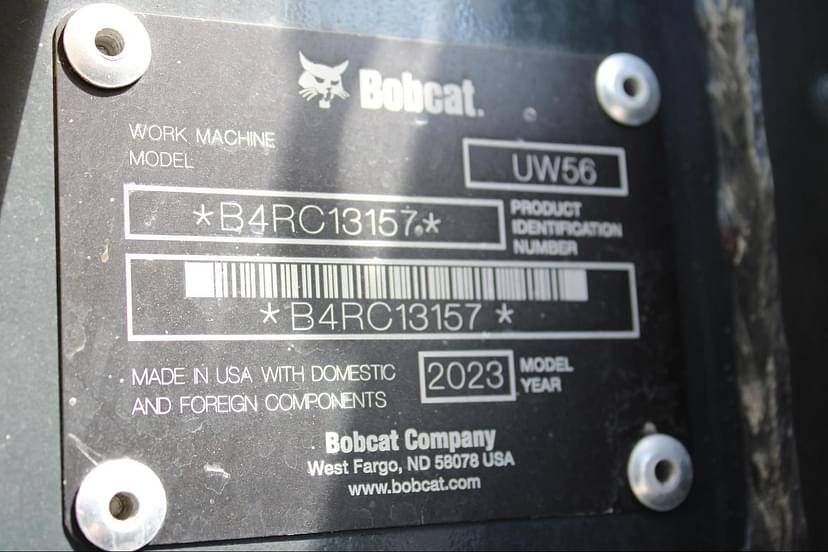 Bobcat.
WORK MACHINE
MODEL
UW56
*B4RC13157*
PRODUCT
IDENTIFICATION
NUMBER
*B4RC13157*
MADE IN USA WITH DOMESTIC
AND FOREIGN COMPONENTS
2023
MODEL
YEAR
Bobcat Company
West Fargo, ND 58078 USA
www.bobcat.com